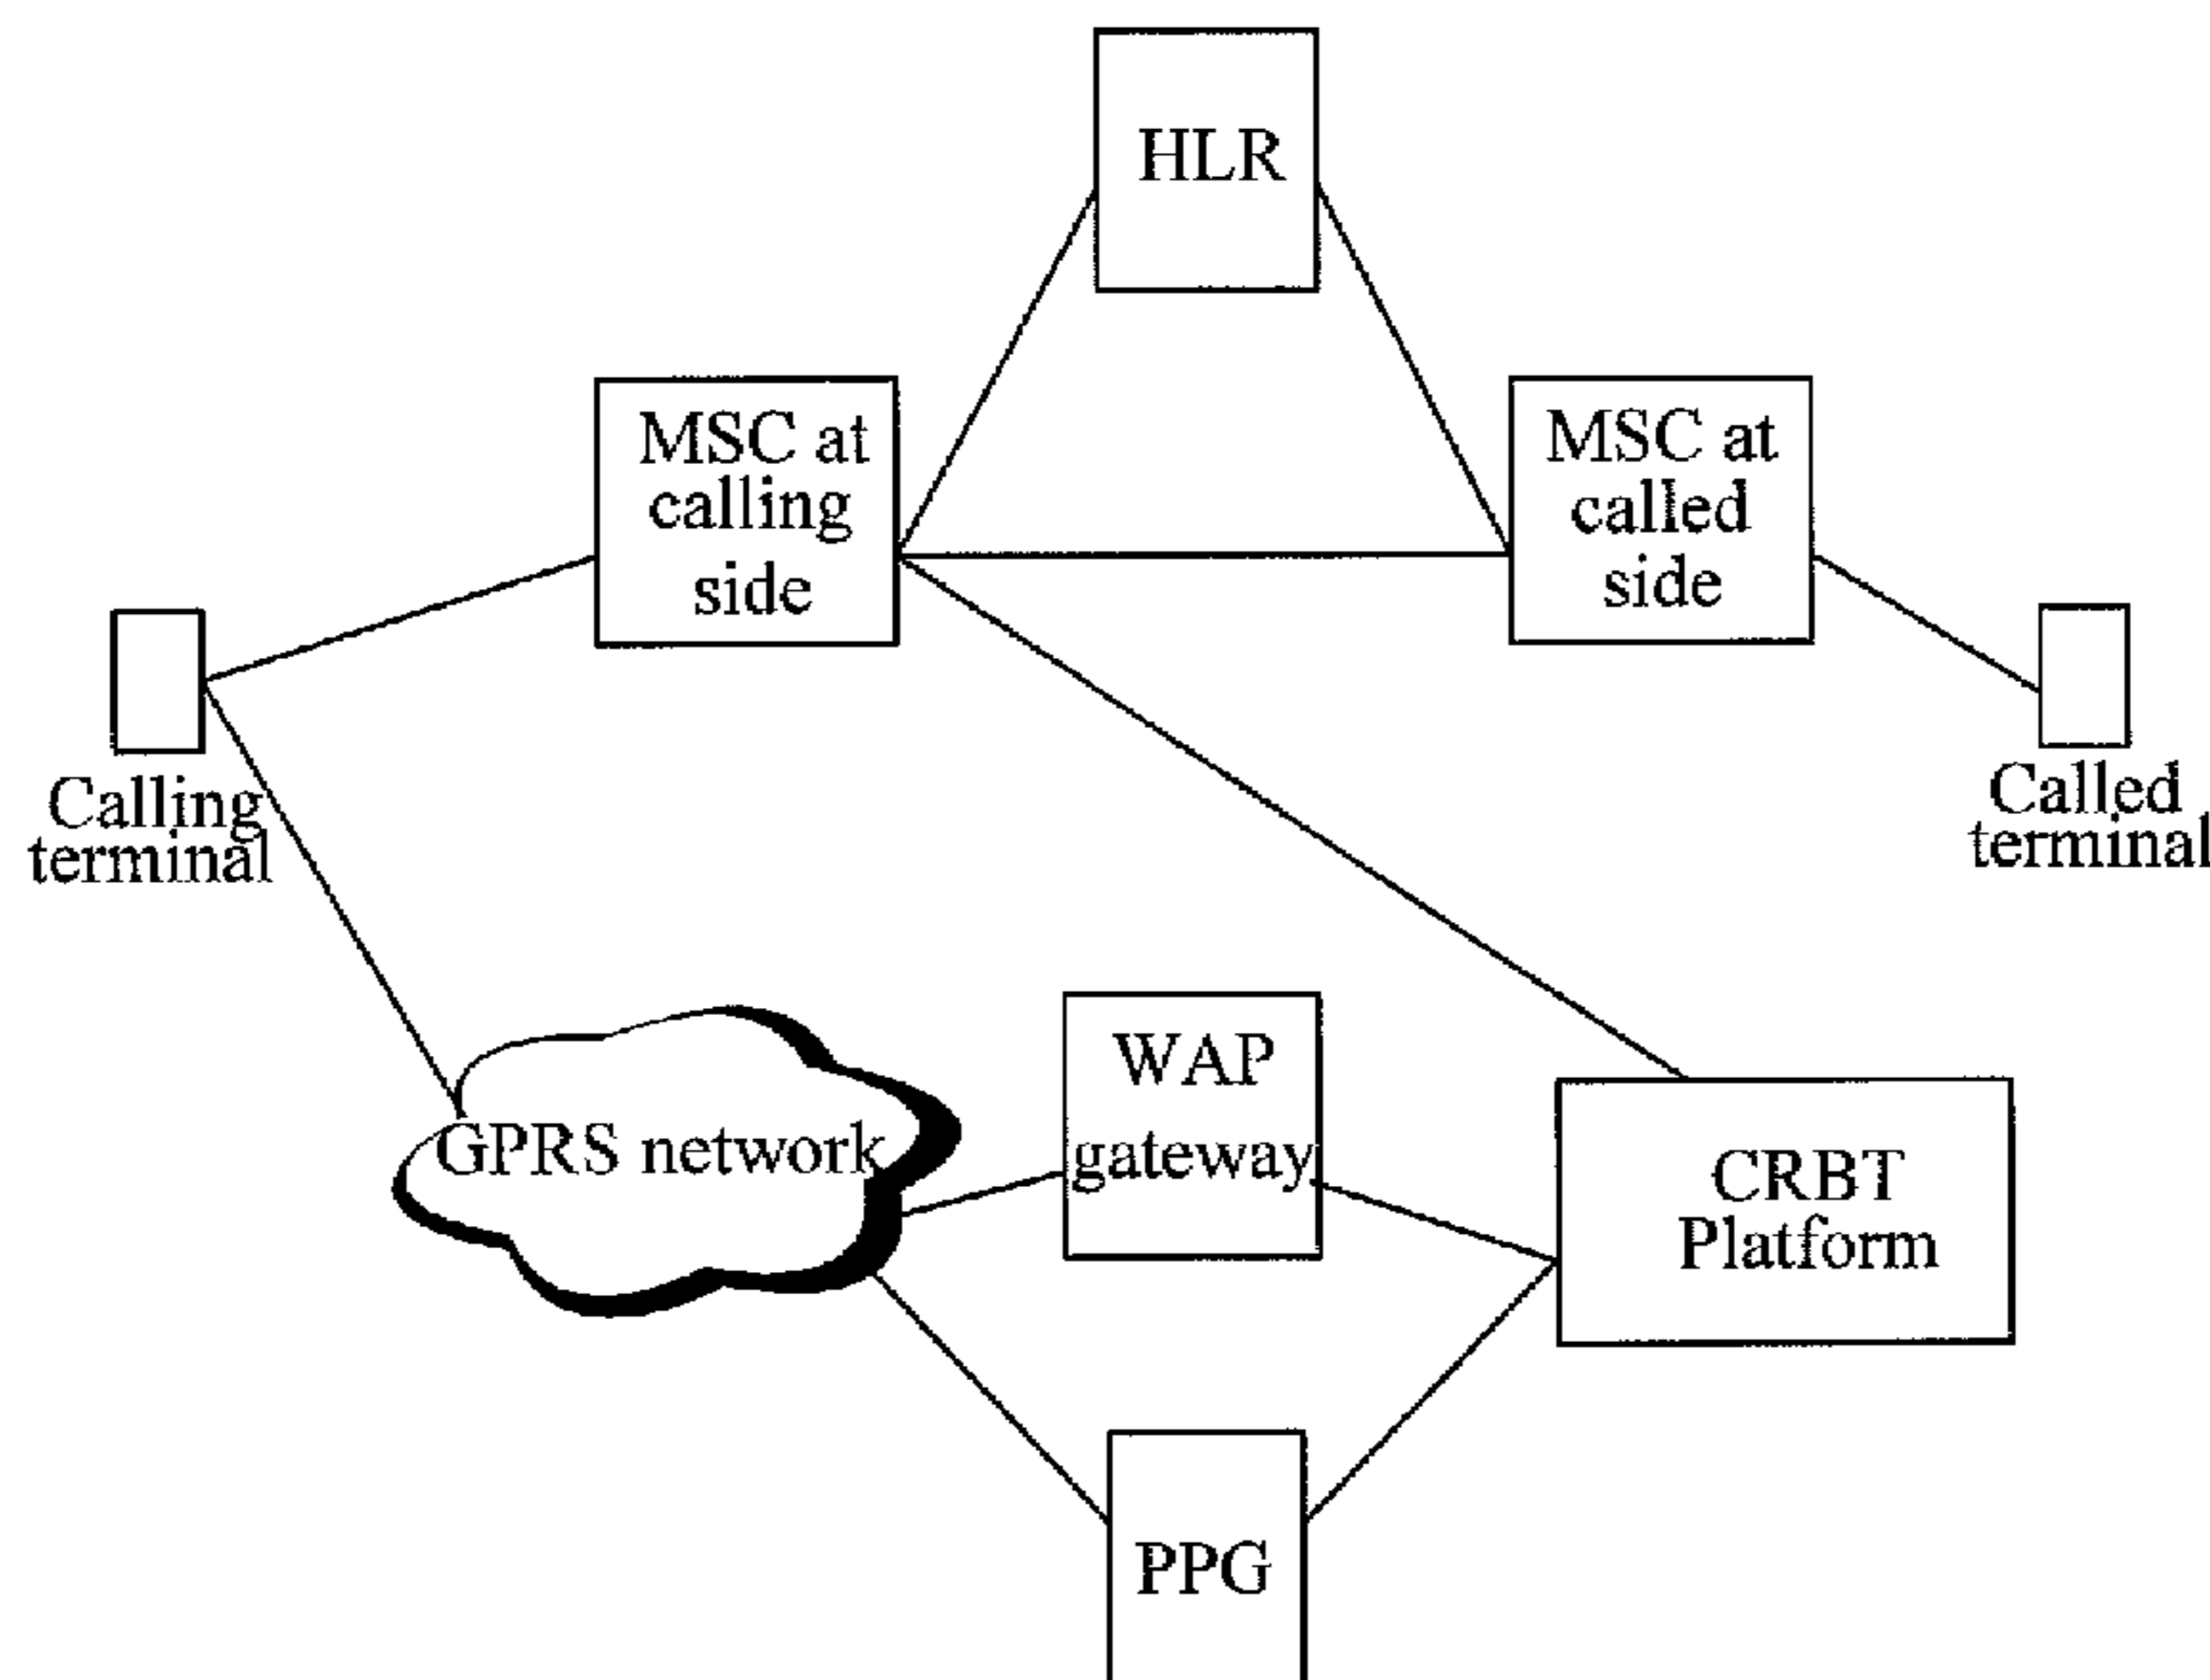 HLR
MSC at
calling
side
MSC at
called
side
Calling
terminal
Called
terminal
GPRS network
WAP
gateway
CRBT
Platform
PPG